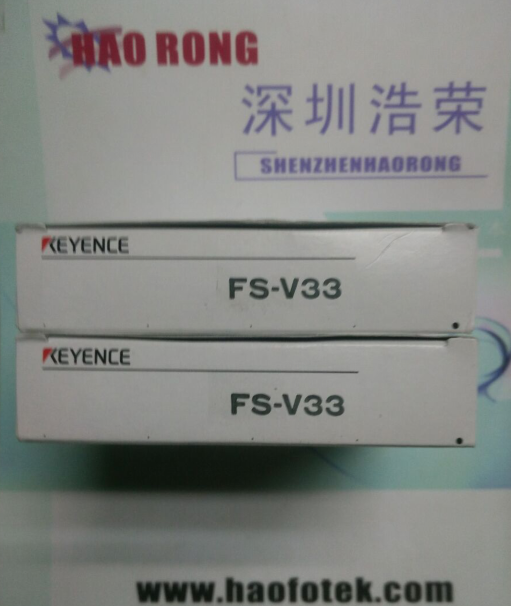 HAO RONG
深圳浩荣
SHENZHENHAORONG
KEYENCE
FS-V33
KEYENCE
FS-V33
www.haofotek.com